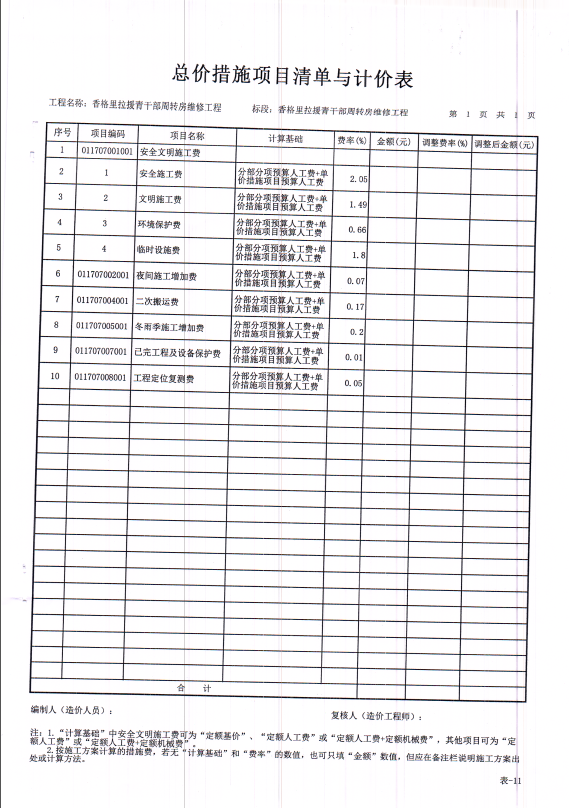 总价措施项目清单与计价表
工程名称：香格里拉援青干部周转房维修工程 标段：香格里拉援青干部周转房维修工程 第 1 页 共 1 页
序号 项目编码 项目名称 计算基础 费率(%) 金额(元) 调整费率(%) 调整后金额(元)
1 011707001001 安全文明施工费
2 1 安全施工费 分部分项预算人工费+单
价措施项目预算人工费 2.05
3 2 文明施工费 分部分项预算人工费+单
价措施项目预算人工费 1.49
4 3 环境保护费 分部分项预算人工费+单
价措施项目预算人工费 0.66
5 4 临时设施费 分部分项预算人工费+单
价措施项目预算人工费 1.8
6 011707002001 夜间施工增加费 分部分项预算人工费+单
价措施项目预算人工费 0.07
7 011707004001 二次搬运费 分部分项预算人工费+单
价措施项目预算人工费 0.17
8 011707005001 冬雨季施工增加费 分部分项预算人工费+单
价措施项目预算人工费 0.2
9 011707007001 已完工程及设备保护费 分部分项预算人工费+单
价措施项目预算人工费 0.01
10 011707008001 工程定位复测费 分部分项预算人工费+单
价措施项目预算人工费 0.05
合 计
编制人（造价人员）： 复核人（造价工程师）：
注：1.“计算基础”中安全文明施工费可为“定额基价”、“定额人工费”或“定额人工费+定额机械费”，其他项目可为“定
额人工费”或“定额人工费+定额机械费”。
2.按施工方案计算的措施费，若无“计算基础”和“费率”的数值，也可只填“金额”数值，但应在备注栏说明施工方案出
处或计算方法。
表-11